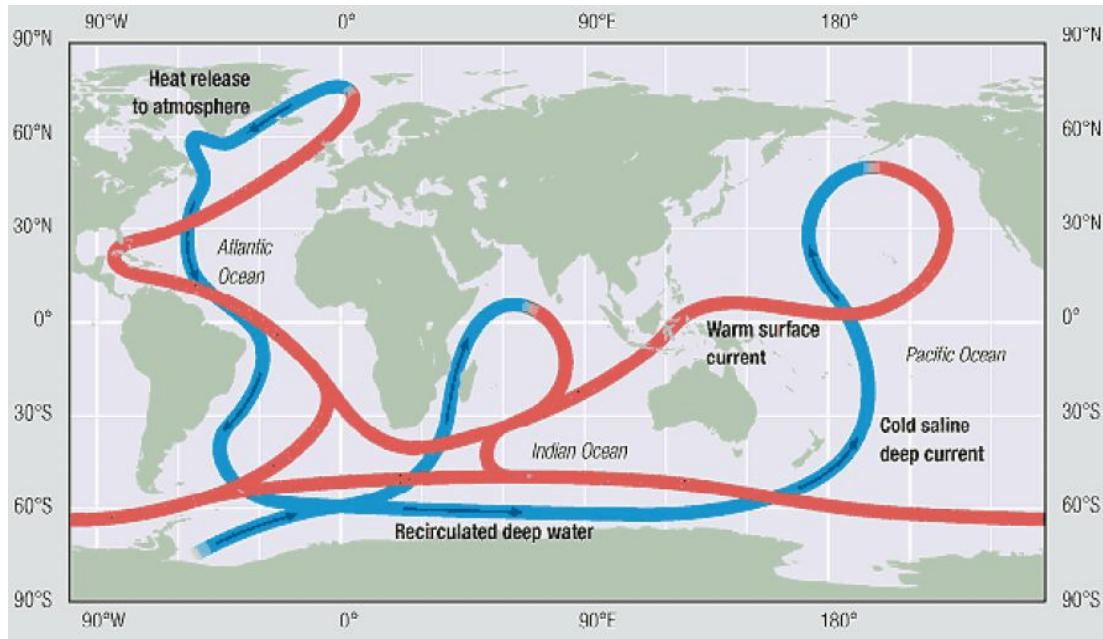 90°W 0° 90°E 180°
90°N 90°N
Heat release
to atmosphere
60°N 60°N
30°N 30°N
Atlantic
Ocean
0° 0°
Warm surface
current
Pacific Ocean
30°S 30°S
Cold saline
deep current
Indian Ocean
60°S 60°S
Recirculated deep water
90°S 90°S
90°W 0° 90°E 180°